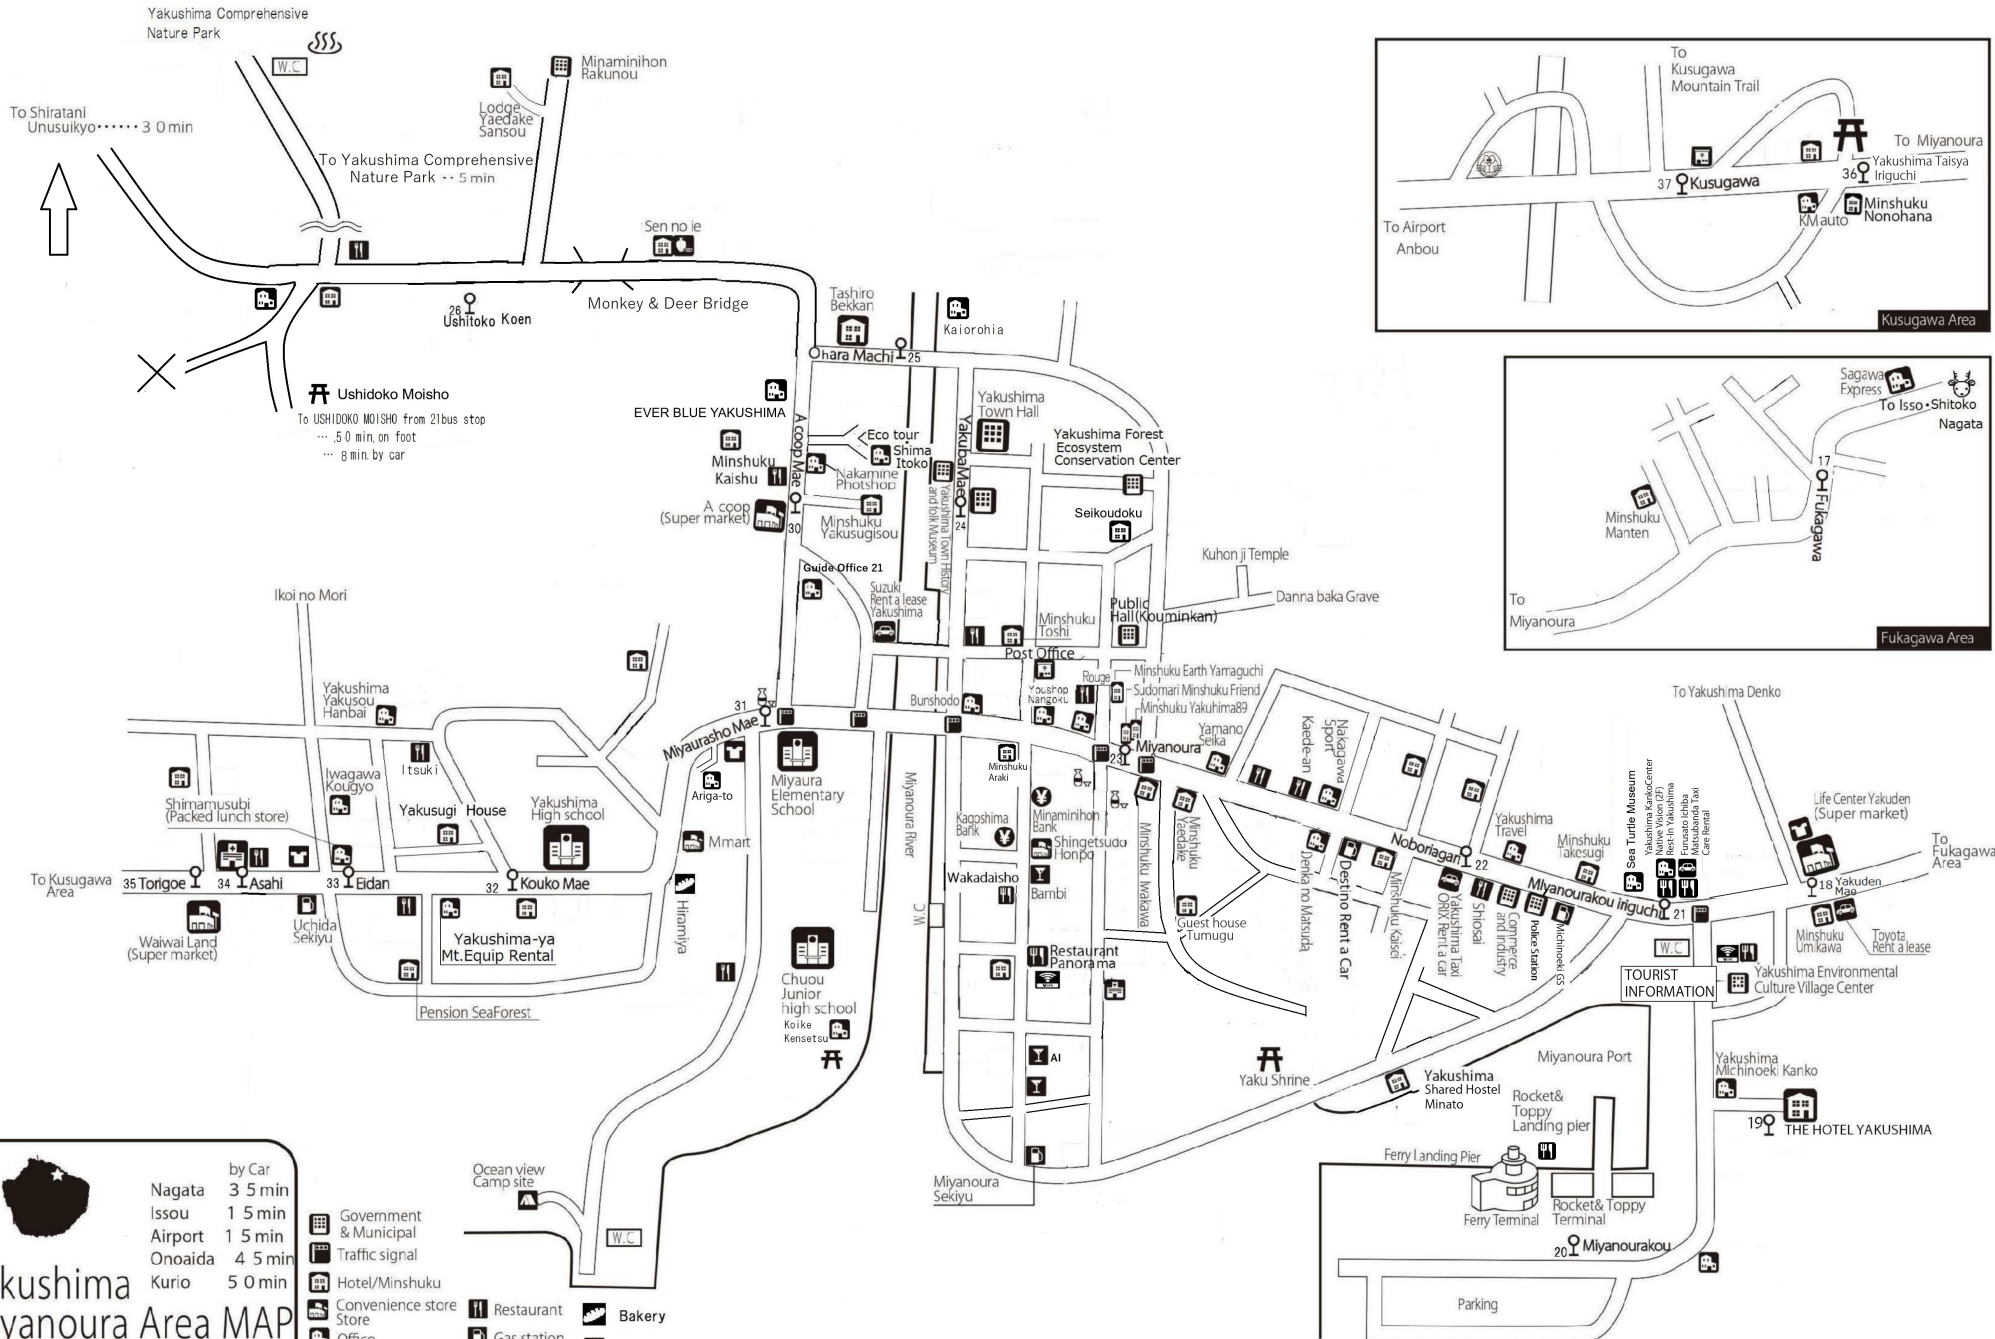 Yakushima Comprehensive
Nature Park
W.C
To Shiratani
Unusuikyo・・・・・・３０min
Minaminihon
Rakunou
Lodge
Yaedake
Sansou
To Yakushima Comprehensive
Nature Park ・・５min
Sen no Ie
26
Ushitoko Koen
Monkey & Deer Bridge
Ushidoko Moisho
To USHIDOKO MOISHO from 21bus stop
… ,５０ min, on foot
… 8 min. by car
Tashiro
Bekkan
Kaiorohia
Ohara Machi
25
EVER BLUE YAKUSHIMA
A coop Mae
Minshuku
Kaishu
A coop
(Super market)
30
Eco tour
Shima
Itoko
Nakamine
Photshop
Minshuku
Yakusugisou
Yakushima
Town Hall
Yakuba Mae
24
Yakushima Town History
and folk Museum
Yakushima Forest
Ecosystem
Conservation Center
Seikoudoku
Guide Office 21
Suzuki
Rent a lease
Yakushima
Kuhon ji Temple
Danna baka Grave
Public
Hall(Kouminkan)
Minshuku
Toshi
Post Office
Rouge
Minshuku Earth Yamaguchi
Sudomari Minshuku Friend
Minshuku Yakuhima89
Youshop
Nangoku
Bunshodo
Yamano
Seika
Miyanoura
23
Ikoi no Mori
Yakushima
Yakusou
Hanbai
Itsuki
Iwagawa
Kougyo
Shimamusubi
(Packed lunch store)
Yakusugi House
Yakushima
High school
31
Miyaurasho Mae
Ariga-to
Miyaura
Elementary
School
Mmart
Hiramiya
Miyanoura River
W.C
To Kusugawa
Area
35 Torigoe
34
Asahi
33
Eidan
32
Kouko Mae
Waiwai Land
(Super market)
Uchida
Sekiyu
Yakushima-ya
Mt.Equip Rental
Pension SeaForest
Chuou
Junior
high school
Koike
Kensetsu
Ocean view
Camp site
W.C
Minshuku
Araki
Minaminihon
Bank
Kagoshima
Bank
Shingetsudo
Honpo
Wakadaisho
Bambi
Restaurant
Panorama
AI
Miyanoura
Sekiyu
Minshuku Iwakawa
Minshuku
Yaedake
Guest house
Tumugu
Kaedean
Nakagawa
Sport
Denka no Matsuda
Destino Rent a Car
Minshuku Kaisei
Noboriagari
22
Yakushima Taxi
ORIX Rent a car
Shiosai
Commerce
and industry
Police Station
Michinoeki GS
Yakushima
Travel
Minshuku
Takesugi
Miyanourakou iriguchi
21
Sea Turtle Museum
Yakushima KankoCenter
Native Vision (2F)
Rest-In Yakushima
Furusato Ichiba
Matsubanda Taxi
Care Rental
To Yakushima Denko
Life Center Yakuden
(Super market)
To
Fukagawa
Area
18 Yakuden
Mae
Minshuku
Umikawa
Toyota
Rent a lease
W.C
TOURIST
INFORMATION
Yakushima Environmental
Culture Village Center
Yaku Shrine
Yakushima
Shared Hostel
Minato
Miyanoura Port
Rocket&
Toppy
Landing pier
Ferry Landing Pier
Ferry Terminal
Rocket& Toppy
Terminal
20
Miyanourakou
Parking
Yakushima
MIchinoeki Kanko
19
THE HOTEL YAKUSHIMA
To
Kusugawa
Mountain Trail
To Miyanoura
36
Yakushima Taisya
Iriguchi
37
Kusugawa
KM auto
Minshuku
Nonohana
To Airport
Anbou
Kusugawa Area
Sagawa
Express
To Isso・Shitoko
Nagata
17
Fukagawa
Minshuku
Manten
To
Miyanoura
Fukagawa Area
by Car
Nagata ３５min
Issou １５min
Airport １５min
Onoaida ４５min
Kurio ５０min
kushima
yanoura Area MAP
Government
& Municipal
Traffic signal
Hotel/Minshuku
Convenience store
Store
Office
Restaurant
Gas station
Bakery